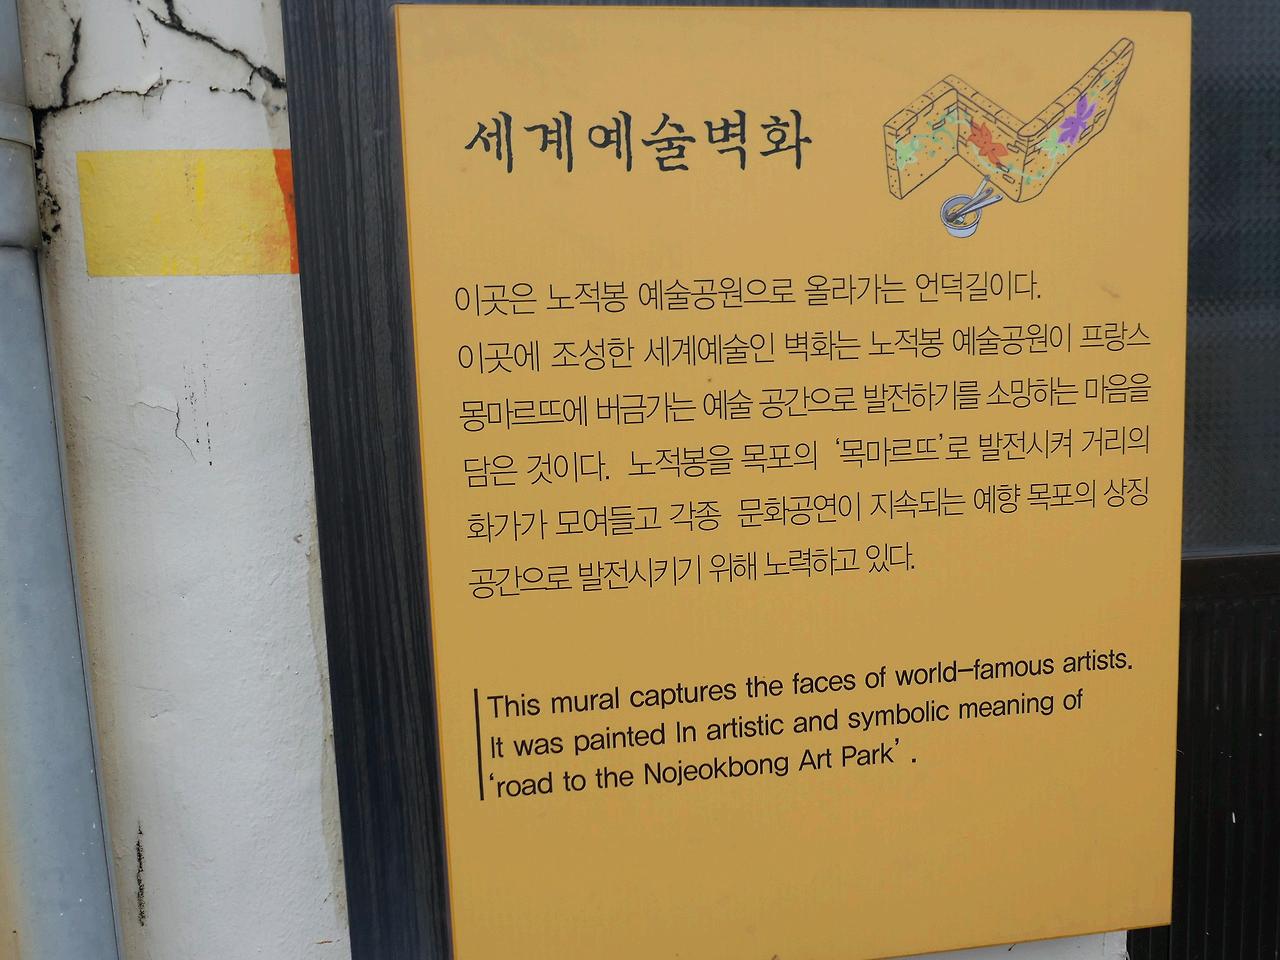 세계예술벽화
이곳은 노적봉 예술공원으로 올라가는 언덕길이다.
이곳에 조성한 세계예술인 벽화는 노적봉 예술공원이 프랑스
몽마르뜨에 버금가는 예술 공간으로 발전하기를 소망하는 마음을
담은 것이다. 노적봉을 목포의 ‘목마르뜨’로 발전시켜 거리의
화가가 모여들고 각종 문화공연이 지속되는 예향 목포의 상징
공간으로 발전시키기 위해 노력하고 있다.
This mural captures the faces of world–famous artists.
It was painted In artistic and symbolic meaning of
‘road to the Nojeokbong Art Park’ .